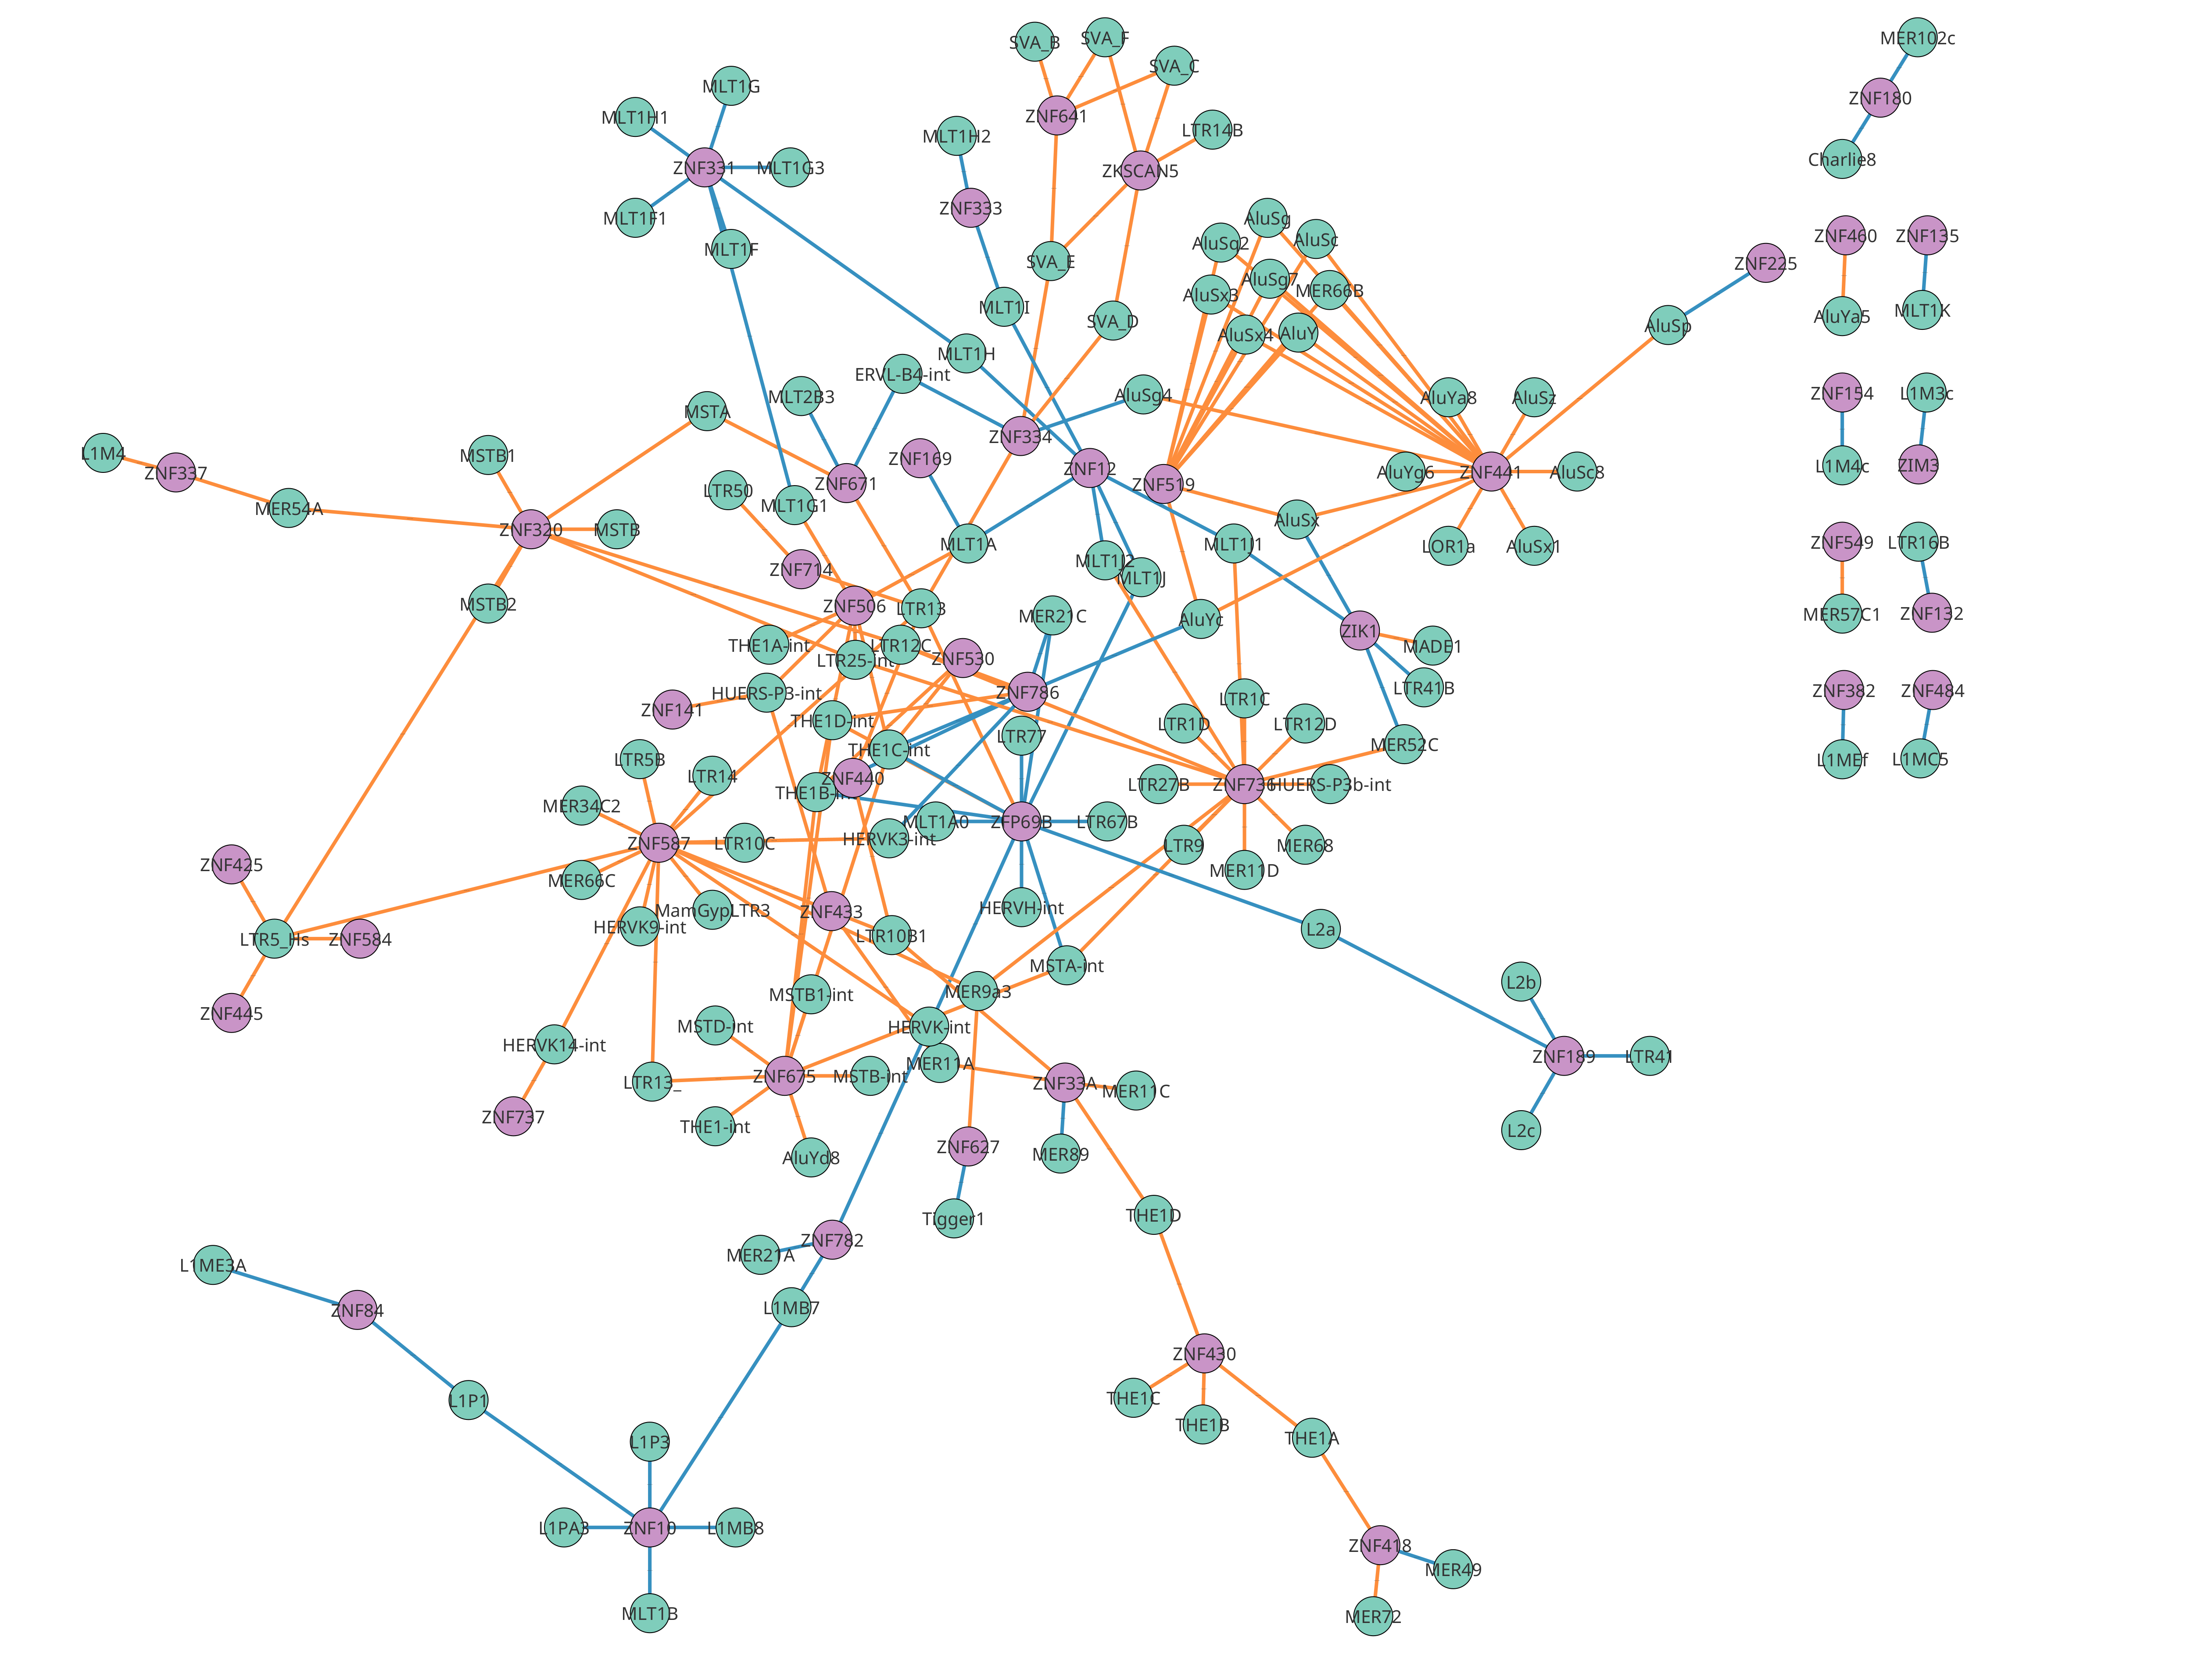 SVA_B
SVA_F
MER102c
SVA_C
MLT1G
ZNF180
MLT1H1
ZNF641
LTR14B
MLT1H2
Charlie8
ZNF331
MLT1G3
ZKSCAN5
ZNF333
MLT1F1
AluSg
AluSc
AluSg2
ZNF460
ZNF135
MLT1F
SVA_E
ZNF225
AluSg7
MER66B
AluSx3
MLT1I
MLT1K
AluYa5
SVA_D
AluSp
AluSx4
AluY
MLT1H
ERVL-B4-int
MLT2B3
AluSg4
AluYa8
AluSz
ZNF154
L1M3c
MSTA
ZNF334
L1M4
MSTB1
ZNF169
ZNF12
ZNF337
ZNF671
ZNF519
AluYg6
ZNF441
AluSc8
L1M4c
ZIM3
LTR50
MLT1G1
MER54A
AluSx
ZNF320
MSTB
MLT1A
MLT1J1
LOR1a
AluSx1
ZNF549
LTR16B
MLT1J2
ZNF714
MLT1J
MSTB2
ZNF506
LTR13
MER21C
AluYc
MER57C1
ZNF132
ZIK1
THE1A-int
LTR12C
MADE1
LTR25-int
ZNF530
HUERS-P3-int
ZNF786
LTR1C
LTR41B
ZNF382
ZNF484
ZNF141
THE1D-int
LTR1D
LTR12D
LTR77
MER52C
THE1C-int
LTR5B
L1MEf
L1MC5
LTR14
ZNF440
LTR27B
ZNF736
HUERS-P3b-int
THE1B-int
MER34C2
MLT1A0
ZFP69B
LTR67B
ZNF587
LTR10C
HERVK3-int
LTR9
MER68
ZNF425
MER11D
MER66C
HERVH-int
MamGypLTR3
ZNF433
HERVK9-int
LTR10B1
L2a
LTR5_Hs
ZNF584
MSTA-int
L2b
MSTB1-int
MER9a3
ZNF445
MSTD-int
HERVK-int
HERVK14-int
ZNF189
LTR41
MER11A
LTR13_
ZNF675
MSTB-int
ZNF33A
MER11C
ZNF737
THE1-int
L2c
ZNF627
MER89
AluYd8
THE1D
Tigger1
ZNF782
MER21A
L1ME3A
ZNF84
L1MB7
ZNF430
THE1C
L1P1
THE1B
THE1A
L1P3
L1PA3
ZNF10
L1MB8
ZNF418
MER49
MLT1B
MER72